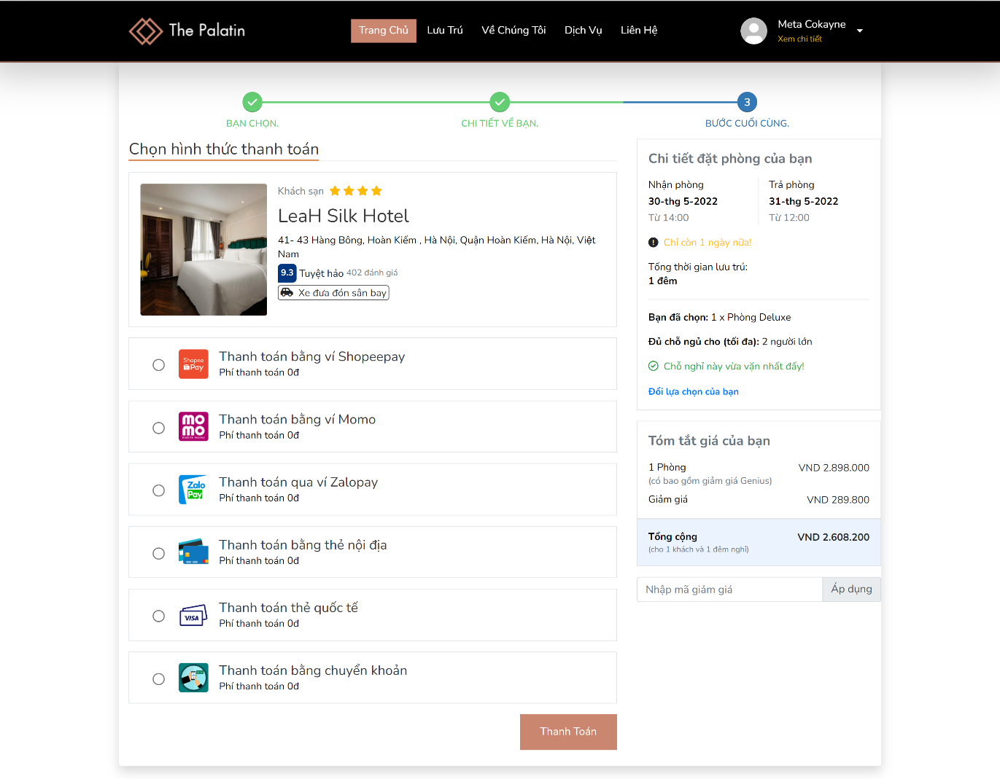 The Palatin
Trang Chủ
Lưu Trú
Về Chúng Tôi
Dịch Vụ
Liên Hệ
Meta Cokayne
Xem chi tiết
3
BẠN CHỌN.
CHI TIẾT VỀ BẠN.
BƯỚC CUỐI CÙNG.
Chọn hình thức thanh toán
Khách sạn
LeaH Silk Hotel
41- 43 Hàng Bông, Hoàn Kiếm , Hà Nội, Quận Hoàn Kiếm, Hà Nội, Việt
Nam
9.3 Tuyệt hảo 402 đánh giá
Xe đưa đón sân bay
Shopee
Pay
Thanh toán bằng ví Shopeepay
Phí thanh toán 0đ
mo
mo
mobile money
Thanh toán bằng ví Momo
Phí thanh toán 0đ
Zalo
Pay
Thanh toán qua ví Zalopay
Phí thanh toán 0đ
Thanh toán bằng thẻ nội địa
Phí thanh toán 0đ
VISA
Thanh toán thẻ quốc tế
Phí thanh toán 0đ
Thanh toán bằng chuyển khoản
Phí thanh toán 0đ
Thanh Toán
Chi tiết đặt phòng của bạn
Nhận phòng
30-thg 5-2022
Từ 14:00
Trả phòng
31-thg 5-2022
Từ 12:00
Chỉ còn 1 ngày nữa!
Tổng thời gian lưu trú:
1 đêm
Bạn đã chọn: 1 x Phòng Deluxe
Đủ chỗ ngủ cho (tối đa): 2 người lớn
Chỗ nghỉ này vừa vặn nhất đấy!
Đổi lựa chọn của bạn
Tóm tắt giá của bạn
1 Phòng VND 2.898.000
(có bao gồm giảm giá Genius)
Giảm giá VND 289.800
Tổng cộng VND 2.608.200
(cho 1 khách và 1 đêm nghỉ)
Nhập mã giảm giá
Áp dụng